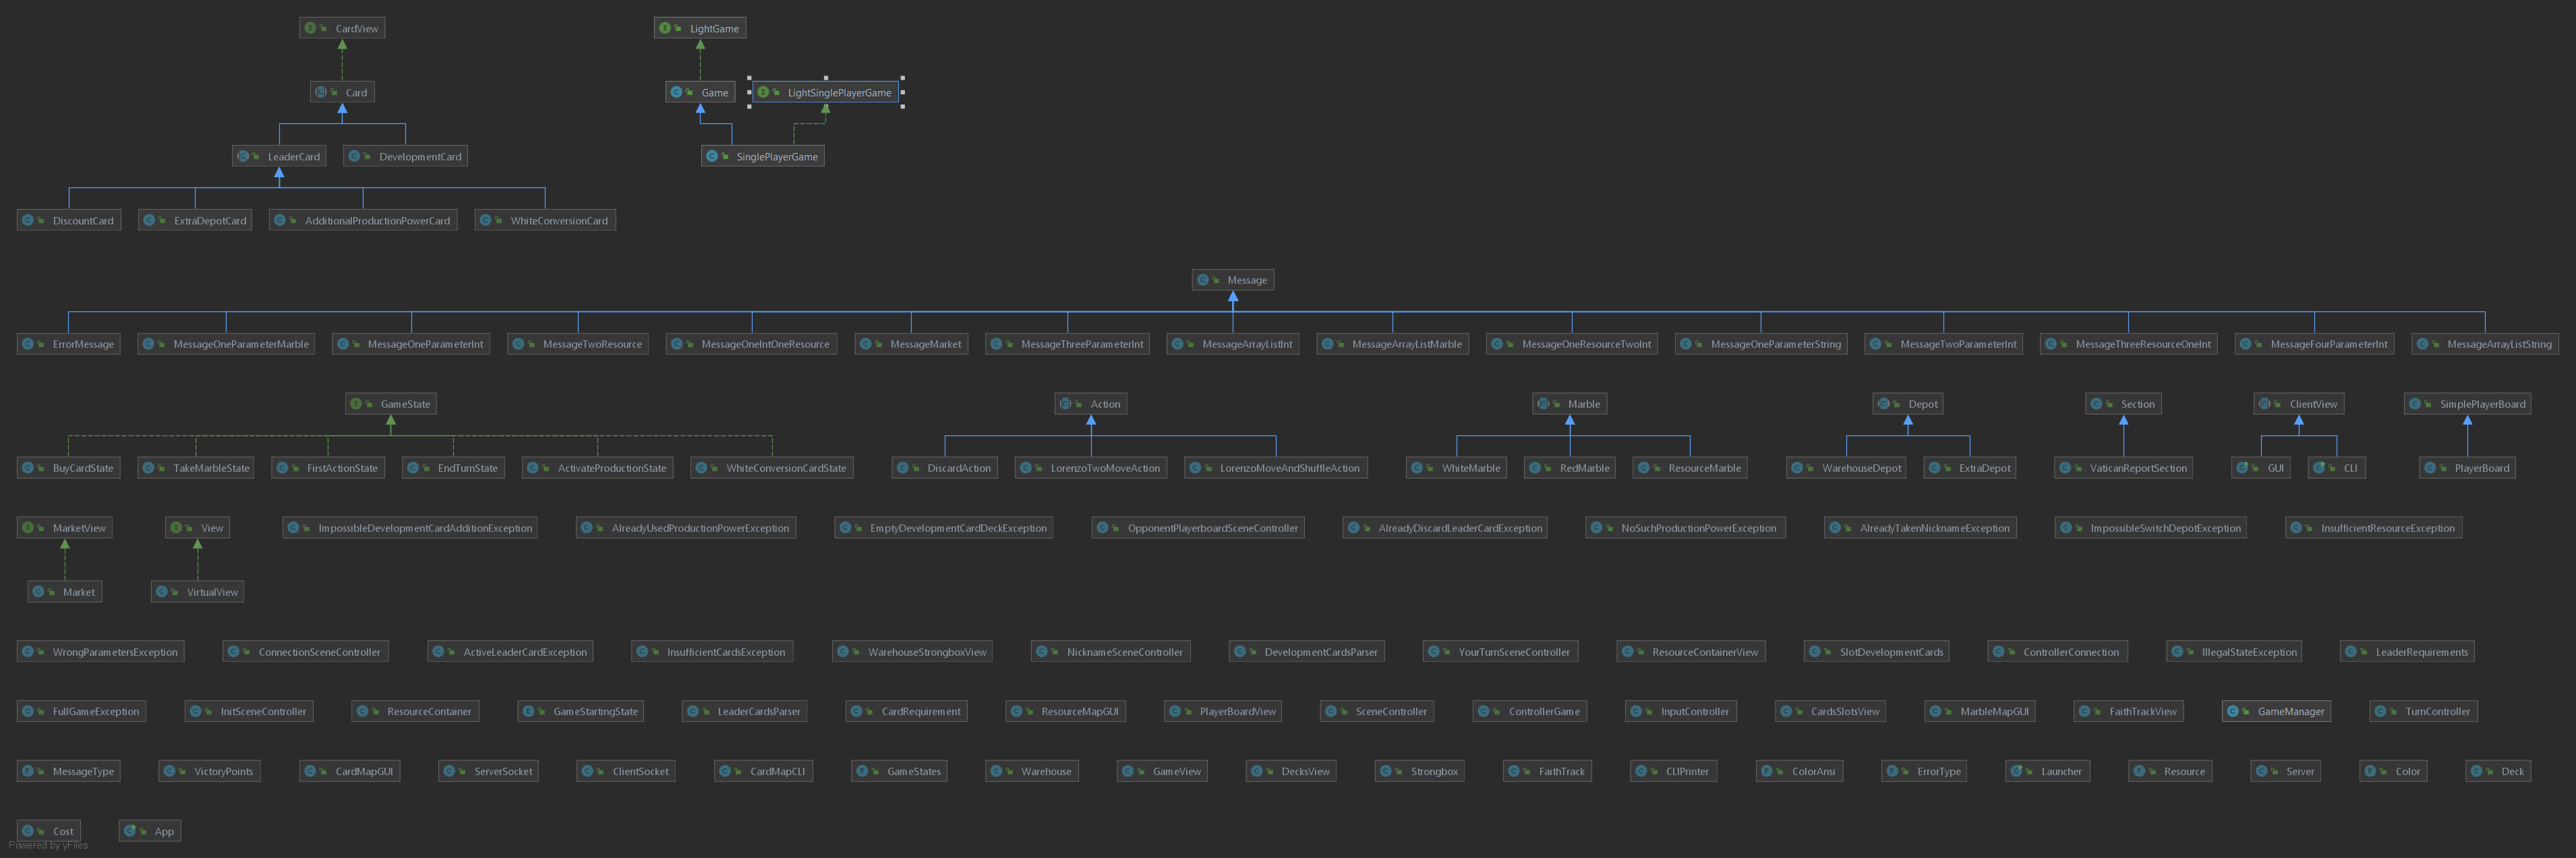 CardView LightGame
Card Game LightSinglePlayerGame
LeaderCard DevelopmentCard SinglePlayerGame
DiscountCard ExtraDepotCard AdditionalProductionPowerCard WhiteConversionCard
Message
ErrorMessage MessageOneParameterMarble MessageOneParameterInt MessageTwoResource MessageOneIntOneResource MessageMarket MessageThreeParameterInt MessageArrayListInt MessageArrayListMarble MessageOneResourceTwoInt MessageOneParameterString MessageTwoParameterInt MessageThreeResourceOneInt MessageFourParameterInt MessageArrayListString
GameState Action Marble Depot Section ClientView SimplePlayerBoard
BuyCardState TakeMarbleState FirstActionState EndTurnState ActivateProductionState WhiteConversionCardState DiscardAction LorenzoTwoMoveAction LorenzoMoveAndShuffleAction WhiteMarble RedMarble ResourceMarble WarehouseDepot ExtraDepot VaticanReportSection GUI CLI PlayerBoard
MarketView View ImpossibleDevelopmentCardAdditionException AlreadyUsedProductionPowerException EmptyDevelopmentCardDeckException OpponentPlayerboardSceneController AlreadyDiscardLeaderCardException NoSuchProductionPowerException AlreadyTakenNicknameException ImpossibleSwitchDepotException InsufficientResourceException
Market VirtualView
WrongParametersException ConnectionSceneController ActiveLeaderCardException InsufficientCardsException WarehouseStrongboxView NicknameSceneController DevelopmentCardsParser YourTurnSceneController ResourceContainerView SlotDevelopmentCards ControllerConnection IllegalStateException LeaderRequirements
FullGameException InitSceneController ResourceContainer GameStartingState LeaderCardsParser CardRequirement ResourceMapGUI PlayerBoardView SceneController ControllerGame InputController CardsSlotsView MarbleMapGUI FaithTrackView GameManager TurnController
MessageType VictoryPoints CardMapGUI ServerSocket ClientSocket CardMapCLI GameStates Warehouse GameView DecksView Strongbox FaithTrack CLIPrinter ColorAnsi ErrorType Launcher Resource Server Color Deck
Cost App
Powered by yFiles